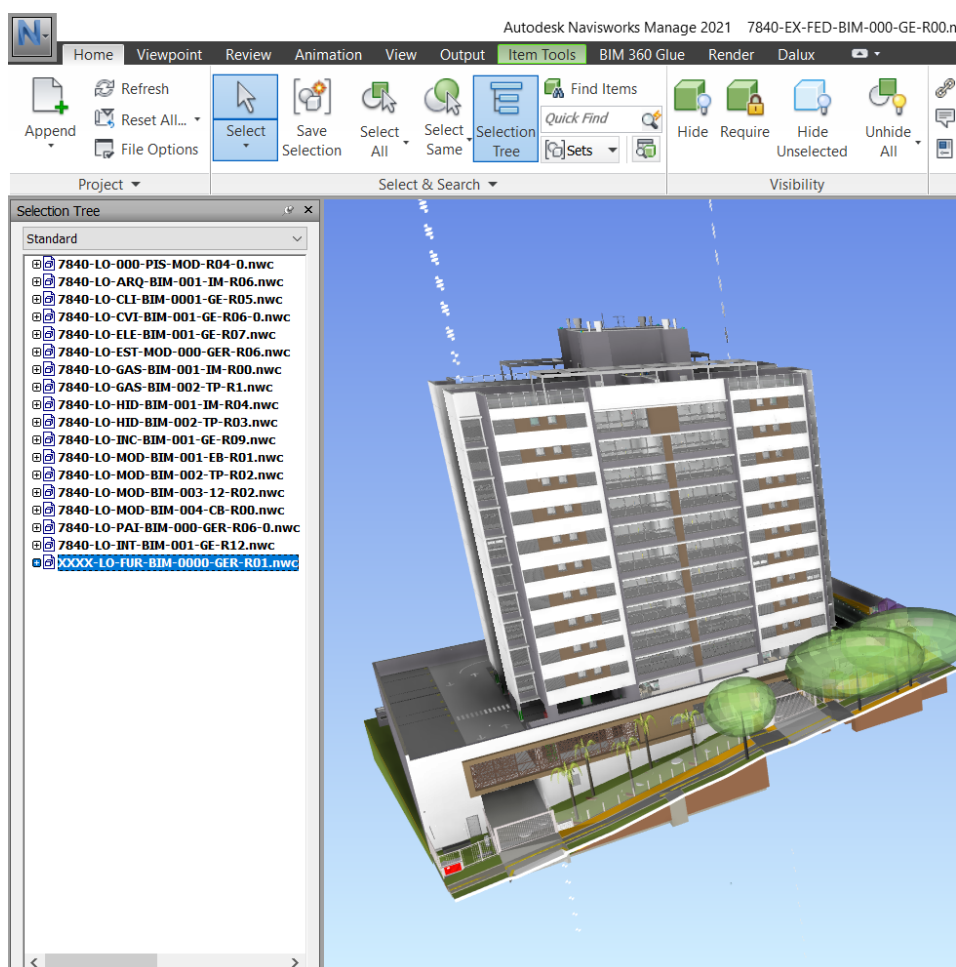 Autodesk Navisworks Manage 2021 7840-EX-FED-BIM-000-GE-R00.n
N
Home Viewpoint Review Animation View Output Item Tools BIM 360 Glue Render Dalux
Append
Refresh
Reset All...
File Options
Select
Save
Selection
Select
All
Select
Same
Selection
Tree
Find Items
Quick Find
Sets
Hide
Require
Hide
Unselected
Unhide
All
Project
Select & Search
Visibility
Selection Tree
Standard
7840-LO-000-PIS-MOD-R04-0.nwc
7840-LO-ARQ-BIM-001-IM-R06.nwc
7840-LO-CLI-BIM-0001-GE-R05.nwc
7840-LO-CVI-BIM-001-GE-R06-0.nwc
7840-LO-ELE-BIM-001-GE-R07.nwc
7840-LO-EST-MOD-000-GER-R06.nwc
7840-LO-GAS-BIM-001-IM-R00.nwc
7840-LO-GAS-BIM-002-TP-R1.nwc
7840-LO-HID-BIM-001-IM-R04.nwc
7840-LO-HID-BIM-002-TP-R03.nwc
7840-LO-INC-BIM-001-GE-R09.nwc
7840-LO-MOD-BIM-001-EB-R01.nwc
7840-LO-MOD-BIM-002-TP-R02.nwc
7840-LO-MOD-BIM-003-12-R02.nwc
7840-LO-MOD-BIM-004-CB-R00.nwc
7840-LO-PAI-BIM-000-GER-R06-0.nwc
7840-LO-INT-BIM-001-GE-R12.nwc
XXXX-LO-FUR-BIM-0000-GER-R01.nwc